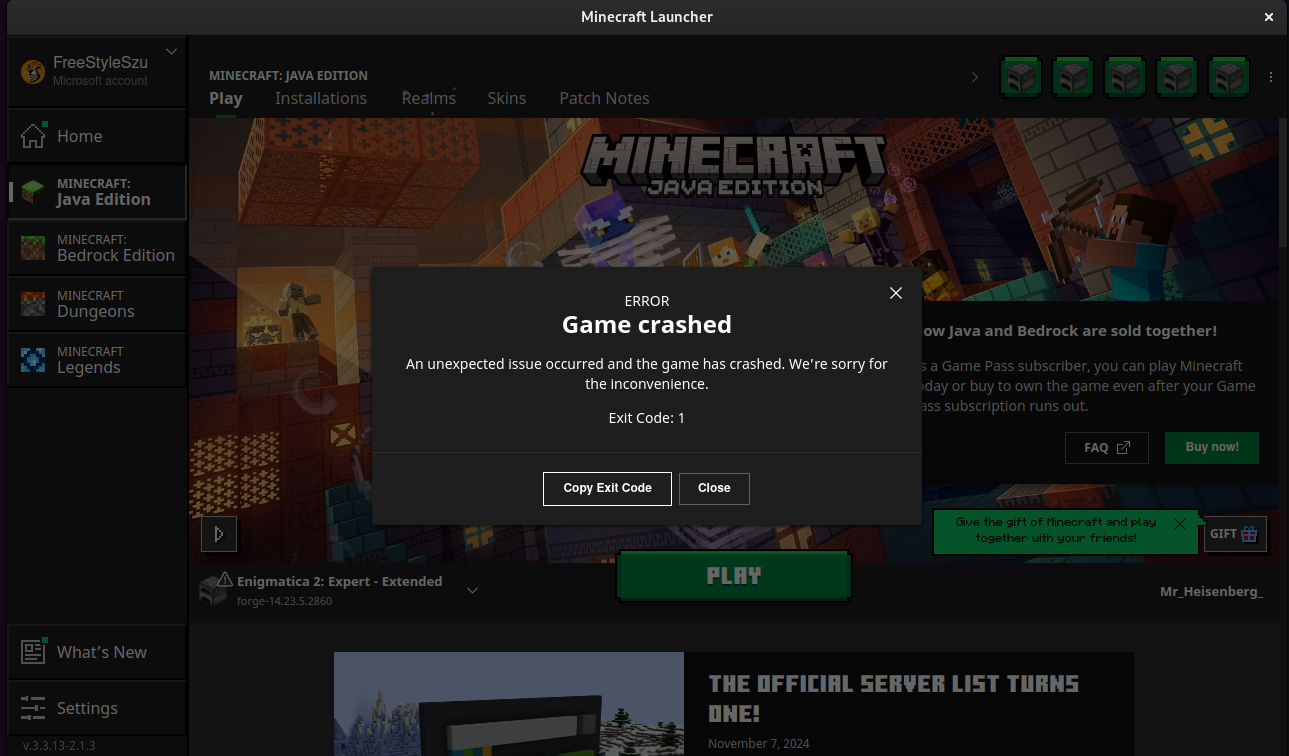 Minecraft Launcher
FreeStyleSzu
Microsoft account
Home
MINECRAFT:
Java Edition
MINECRAFT:
Bedrock Edition
MINECRAFT
Dungeons
MINECRAFT
Legends
What's New
Settings
v.3.3.13-2.1.3
MINECRAFT: JAVA EDITION
Play Installations Realms Skins Patch Notes
MINECRAFT
JAVA EDITION
ERROR
Game crashed
An unexpected issue occurred and the game has crashed. We're sorry for
the inconvenience.
Exit Code: 1
Copy Exit Code Close
ow Java and Bedrock are sold together!
s a Game Pass subscriber, you can play Minecraft
oday or buy to own the game even after your Game
ass subscription runs out.
FAQ Buy now!
Give the gift of Minecraft and play
together with your friends!
GIFT
Enigmatica 2: Expert - Extended
forge-14.23.5.2860
PLAY
Mr_Heisenberg_
THE OFFICIAL SERVER LIST TURNS
ONE!
November 7, 2024